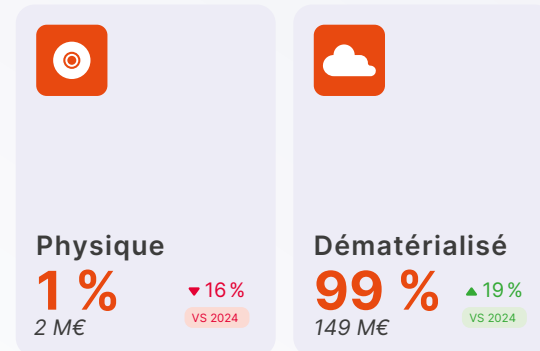 Physique
1 %
▼ 16 %
2 M€
VS 2024
Dématérialisé
99 %
▲ 19 %
149 M€
VS 2024